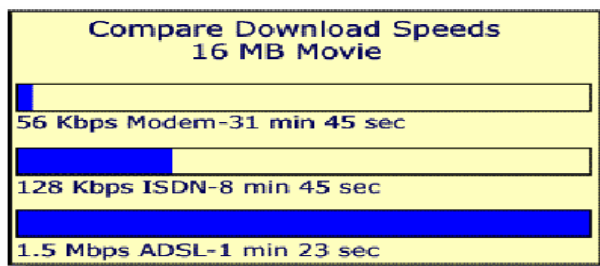 Compare Download Speeds
16 MB Movie
56 Kbps Modem-31 min 45 sec
128 Kbps ISDN-8 min 45 sec
1.5 Mbps ADSL-1 min 23 sec